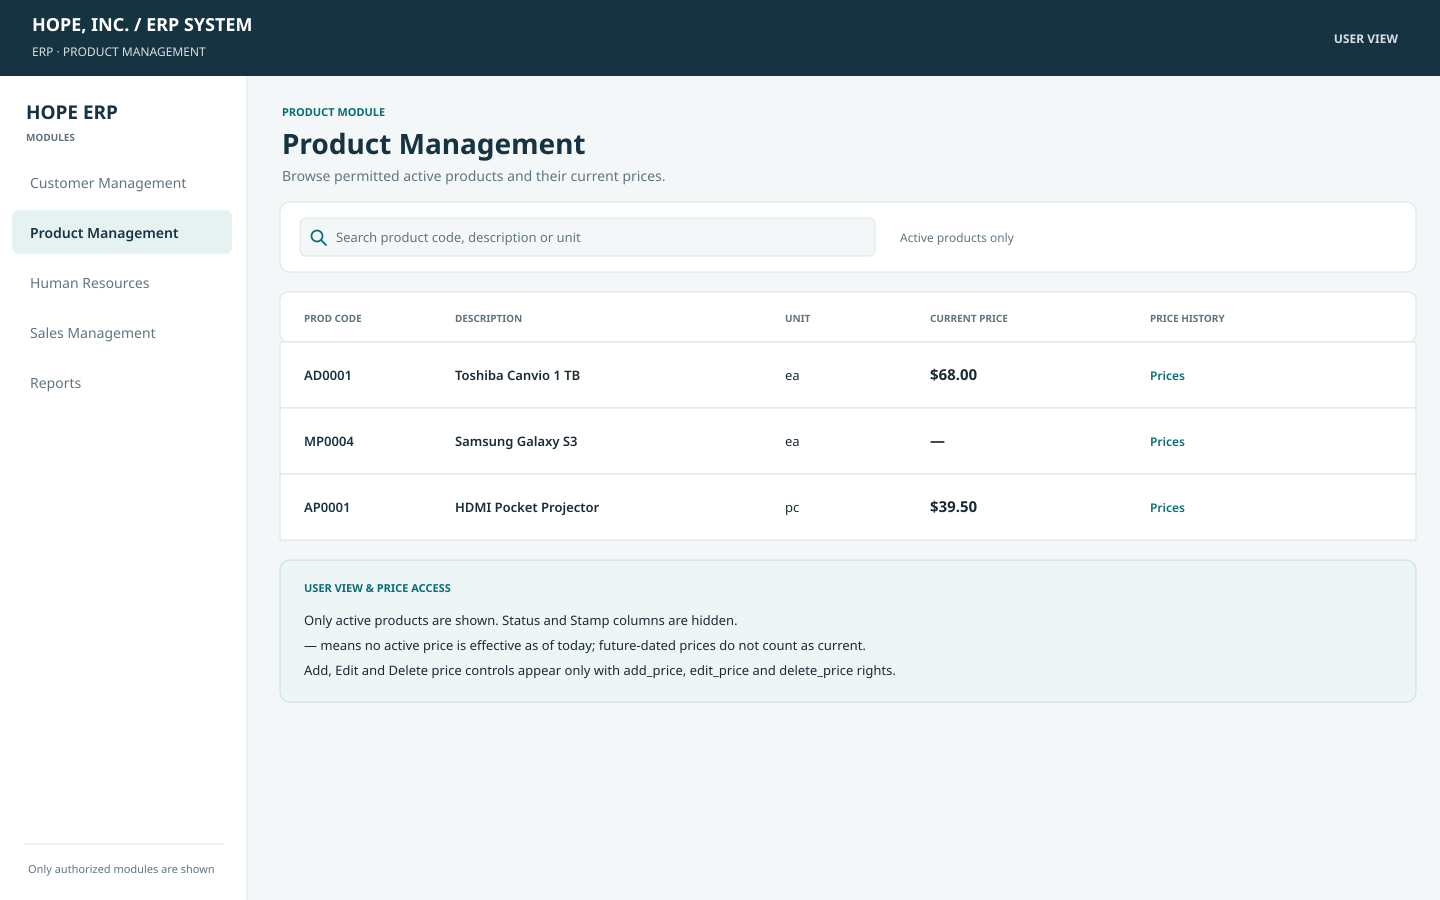 HOPE, INC. / ERP SYSTEM
ERP · PRODUCT MANAGEMENT
USER VIEW
HOPE ERP
MODULES
Customer Management
Product Management
Human Resources
Sales Management
Reports
Only authorized modules are shown
PRODUCT MODULE
Product Management
Browse permitted active products and their current prices.
Search product code, description or unit
Active products only
PROD CODE DESCRIPTION UNIT CURRENT PRICE PRICE HISTORY
AD0001 Toshiba Canvio 1 TB ea $68.00 Prices
MP0004 Samsung Galaxy S3 ea — Prices
AP0001 HDMI Pocket Projector pc $39.50 Prices
USER VIEW & PRICE ACCESS
Only active products are shown. Status and Stamp columns are hidden.
— means no active price is effective as of today; future-dated prices do not count as current.
Add, Edit and Delete price controls appear only with add_price, edit_price and delete_price rights.